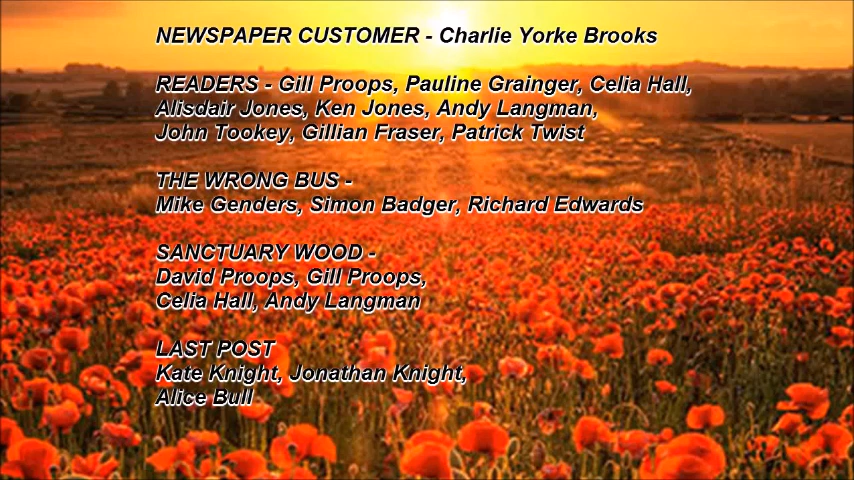 NEWSPAPER CUSTOMER - Charlie Yorke Brooks
READERS - Gill Proops, Pauline Grainger, Celia Hall,
Alisdair Jones, Ken Jones, Andy Langman,
John Tookey, Gillian Fraser, Patrick Twist
THE WRONG BUS -
Mike Genders, Simon Badger, Richard Edwards
SANCTUARY WOOD -
David Proops, Gill Proops,
Celia Hall, Andy Langman
LAST POST
Kate Knight, Jonathan Knight,
Alice Bull